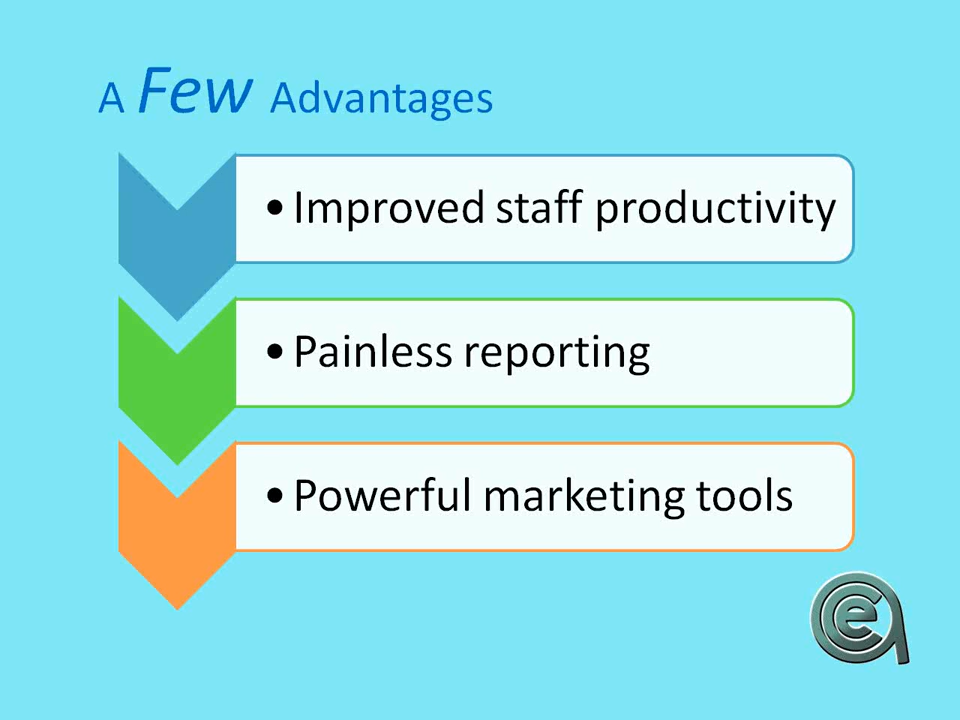 A Few Advantages
• Improved staff productivity
• Painless reporting
• Powerful marketing tools